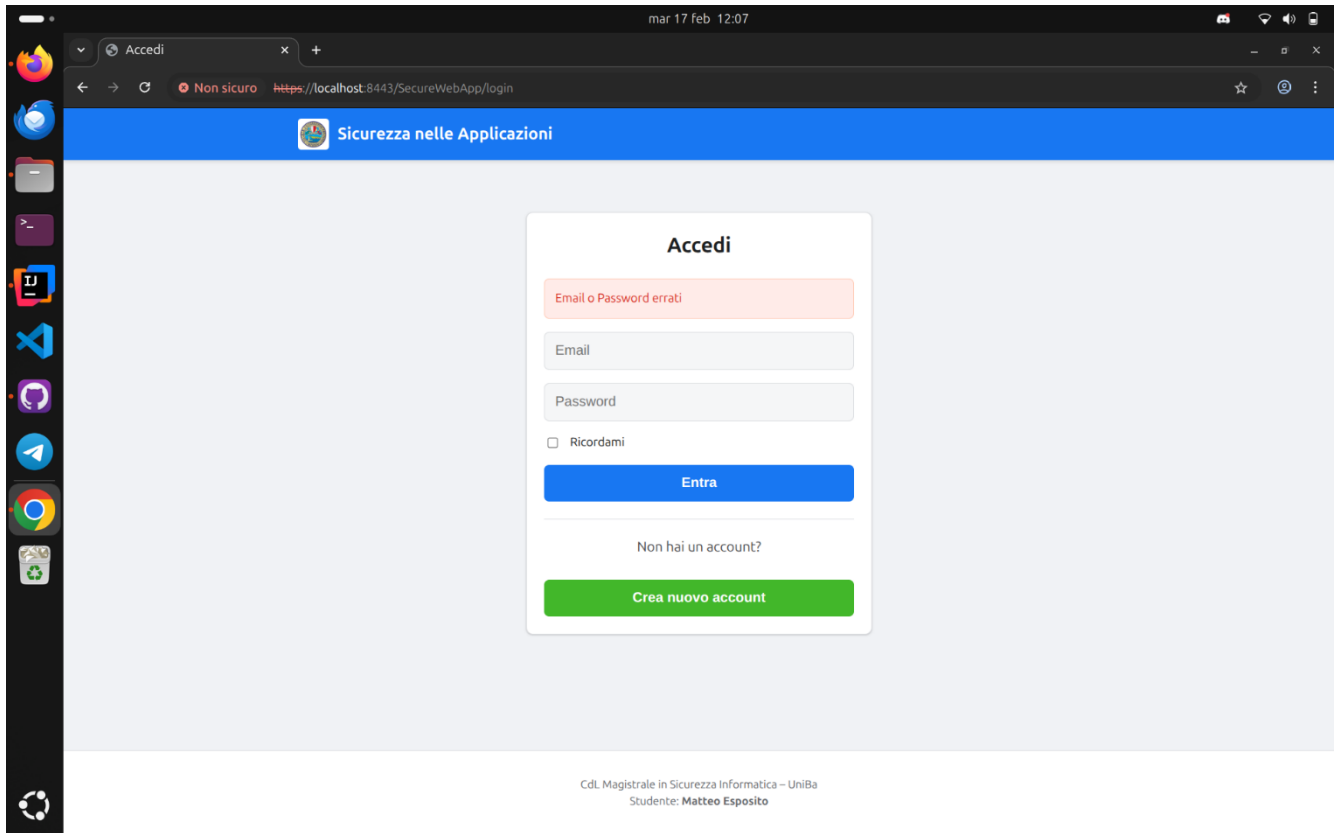 mar 17 feb 12:07
Accedi
Non sicuro https://localhost:8443/SecureWebApp/login
Sicurezza nelle Applicazioni
Accedi
Email o Password errati
Email
Password
Ricordami
Entra
Non hai un account?
Crea nuovo account
CdL Magistrale in Sicurezza Informatica – UniBa
Studente: Matteo Esposito